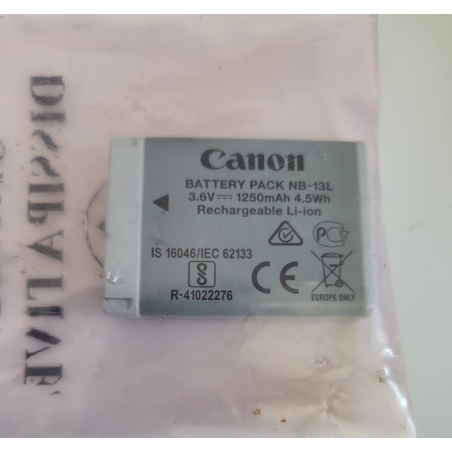 Canon
BATTERY PACK NB-13L
3.6V⎓1250mAh 4.5Wh
Rechargeable Li-ion
IS 16046/IEC 62133
R-41022276
CE
EUROPE ONLY
DISSIPATIVE